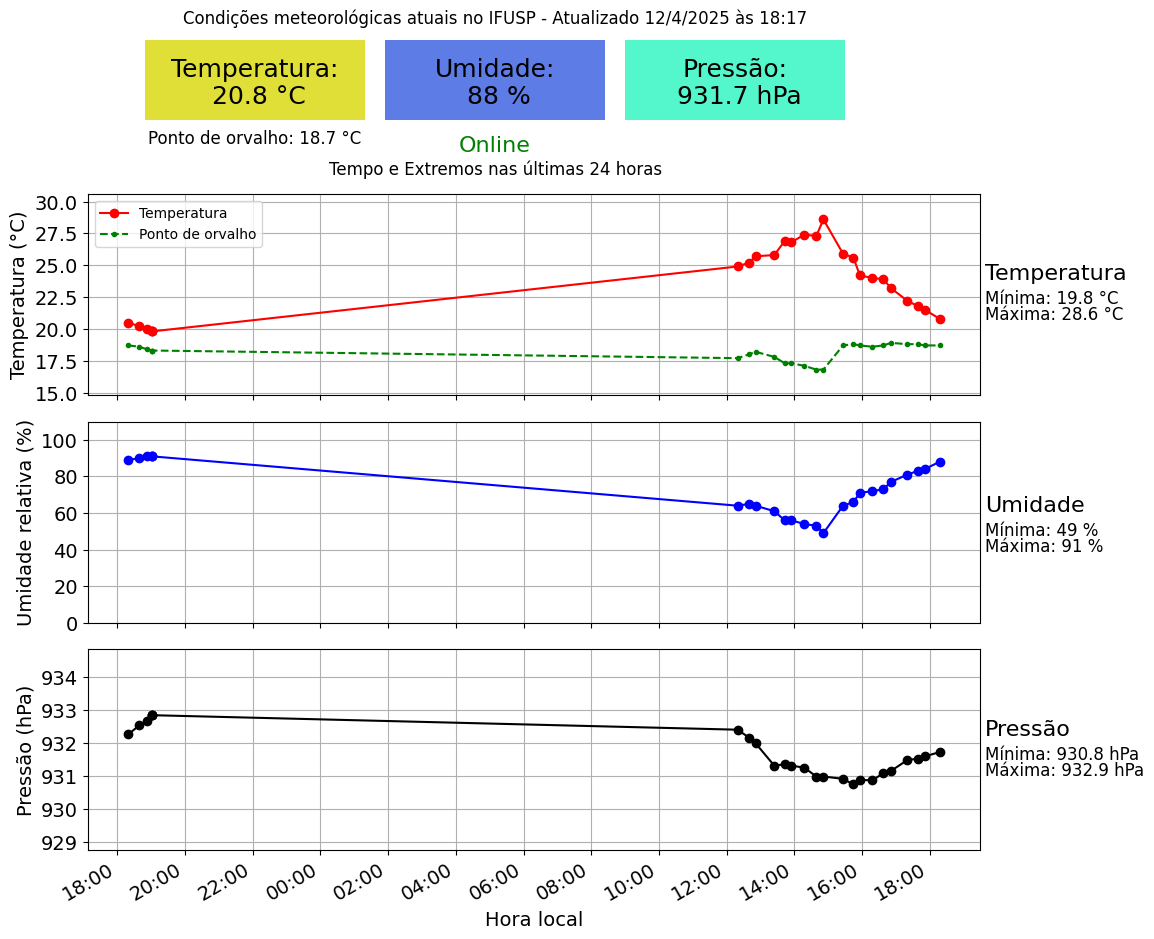 Condições meteorológicas atuais no IFUSP - Atualizado 12/4/2025 às 18:17
Temperatura:
20.8 °C
Umidade:
88 %
Pressão:
931.7 hPa
Ponto de orvalho: 18.7 °C
Online
Tempo e Extremos nas últimas 24 horas
Temperatura (°C)
30.0
27.5
25.0
22.5
20.0
17.5
15.0
Temperatura
Ponto de orvalho
Temperatura
Mínima: 19.8 °C
Máxima: 28.6 °C
Umidade relativa (%)
100
80
60
40
20
0
Umidade
Mínima: 49 %
Máxima: 91 %
Pressão (hPa)
934
933
932
931
930
929
Pressão
Mínima: 930.8 hPa
Máxima: 932.9 hPa
18:00 20:00 22:00 00:00 02:00 04:00 06:00 08:00 10:00 12:00 14:00 16:00 18:00
Hora local